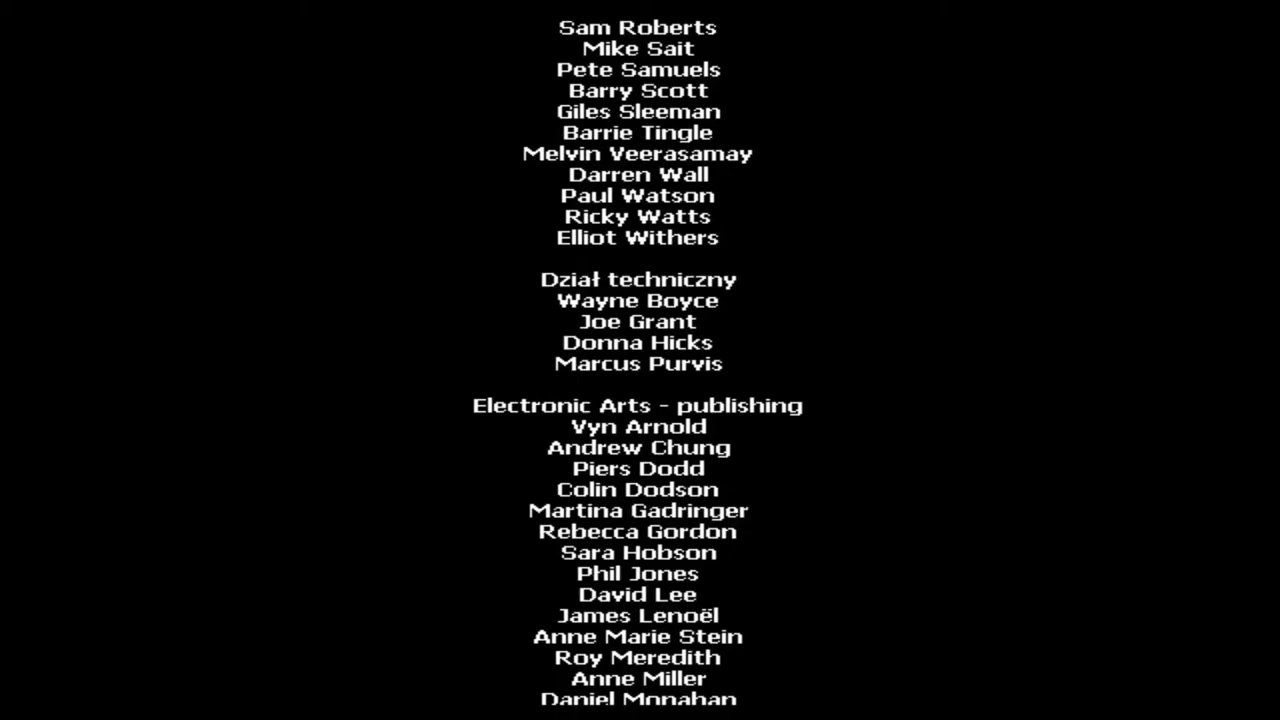 Sam Roberts
Mike Sait
Pete Samuels
Barry Scott
Giles Sleeman
Barrie Tingle
Melvin Veerasamay
Darren Wall
Paul Watson
Ricky Watts
Elliot Withers
Dział techniczny
Wayne Boyce
Joe Grant
Donna Hicks
Marcus Purvis
Electronic Arts - publishing
Vyn Arnold
Andrew Chung
Piers Dodd
Colin Dodson
Martina Gadringer
Rebecca Gordon
Sara Hobson
Phil Jones
David Lee
James Lenoël
Anne Marie Stein
Roy Meredith
Anne Miller
Daniel Monahan